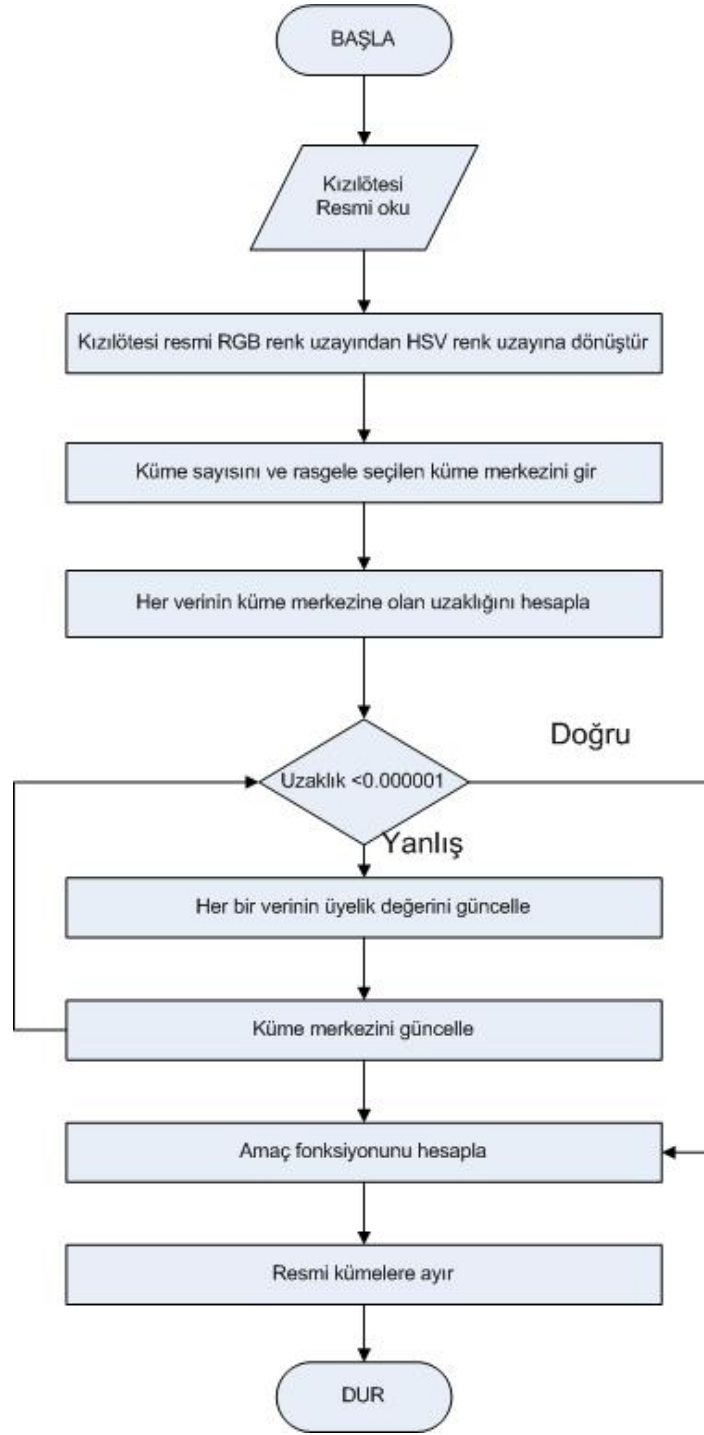 BAŞLA
Kızılötesi
Resmi oku
Kızılötesi resmi RGB renk uzayından HSV renk uzayına dönüştür
Küme sayısını ve rasgele seçilen küme merkezini gir
Her verinin küme merkezine olan uzaklığını hesapla
Doğru
Uzaklık <0.000001
Yanlış
Her bir verinin üyelik değerini güncelle
Küme merkezini güncelle
Amaç fonksiyonunu hesapla
Resmi kümelere ayır
DUR